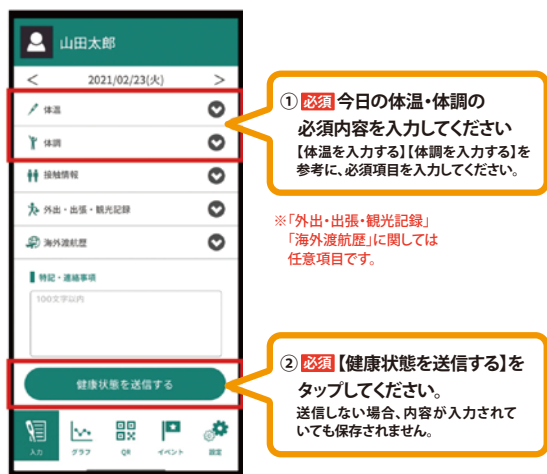 山田太郎
< 2021/02/23(火) >
体温
体調
接触情報
外出・出張・観光記録
海外渡航歴
特記・連絡事項
100文字以内
健康状態を送信する
入力 グラフ QR イベント 設定
① 必須 今日の体温・体調の
必須内容を入力してください
【体温を入力する】【体調を入力する】を
参考に、必須項目を入力してください。
※「外出・出張・観光記録」
「海外渡航歴」に関しては
任意項目です。
② 必須 【健康状態を送信する】を
タップしてください。
送信しない場合、内容が入力されて
いても保存されません。